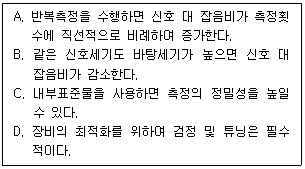 A. 반복측정을 수행하면 신호 대 잡음비가 측정횟
수에 직선적으로 비례하여 증가한다.
B. 같은 신호세기도 바탕세기가 높으면 신호 대
잡음비가 감소한다.
C. 내부표준물을 사용하면 측정의 정밀성을 높일
수 있다.
D. 장비의 최적화를 위하여 검정 및 튜닝은 필수
적이다.